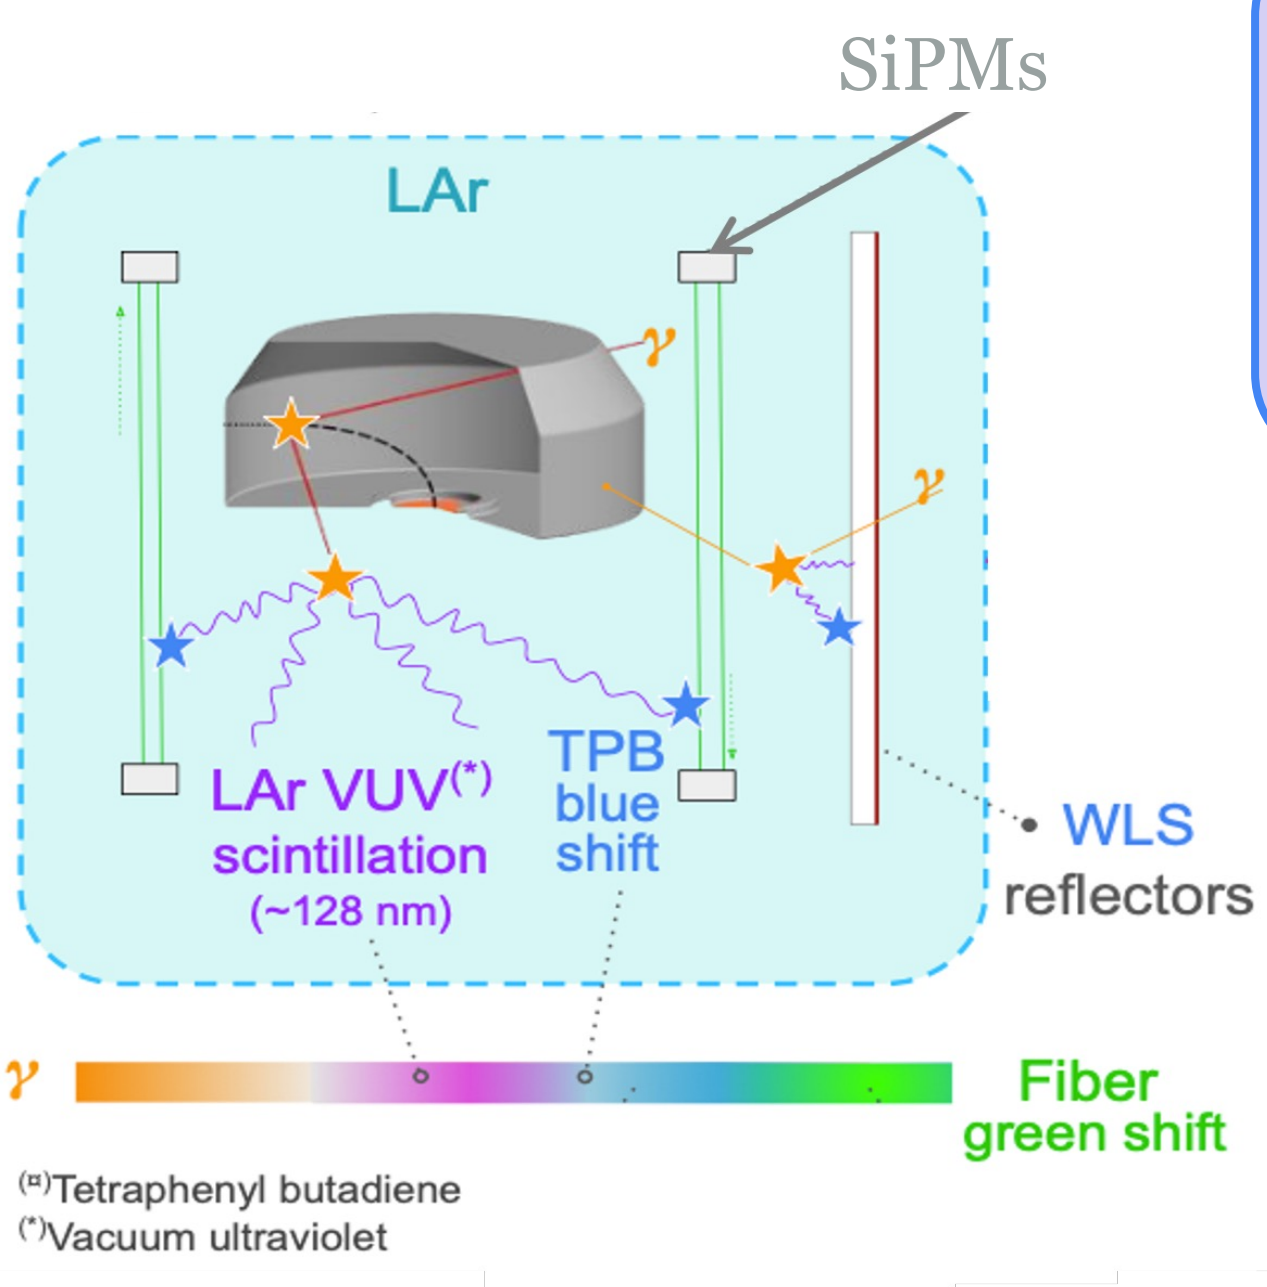 SiPMs
LAr
γ
γ
LAr VUV(*)
scintillation
(~128 nm)
TPB
blue
shift
WLS
reflectors
γ
Fiber
green shift
(¤)Tetraphenyl butadiene
(*)Vacuum ultraviolet